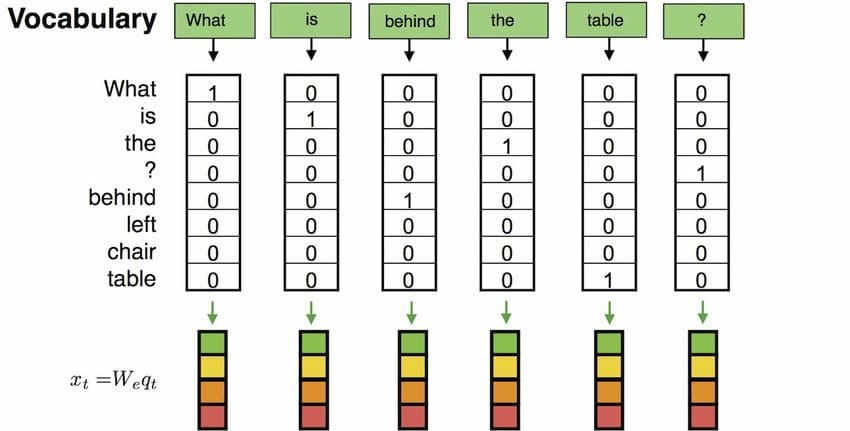 Vocabulary What is behind the table ?
What 1 0 0 0 0 0
is 0 1 0 0 0 0
the 0 0 0 1 0 0
? 0 0 0 0 0 1
behind 0 0 1 0 0 0
left 0 0 0 0 0 0
chair 0 0 0 0 0 0
table 0 0 0 0 1 0
xₜ =Wₑqₜ